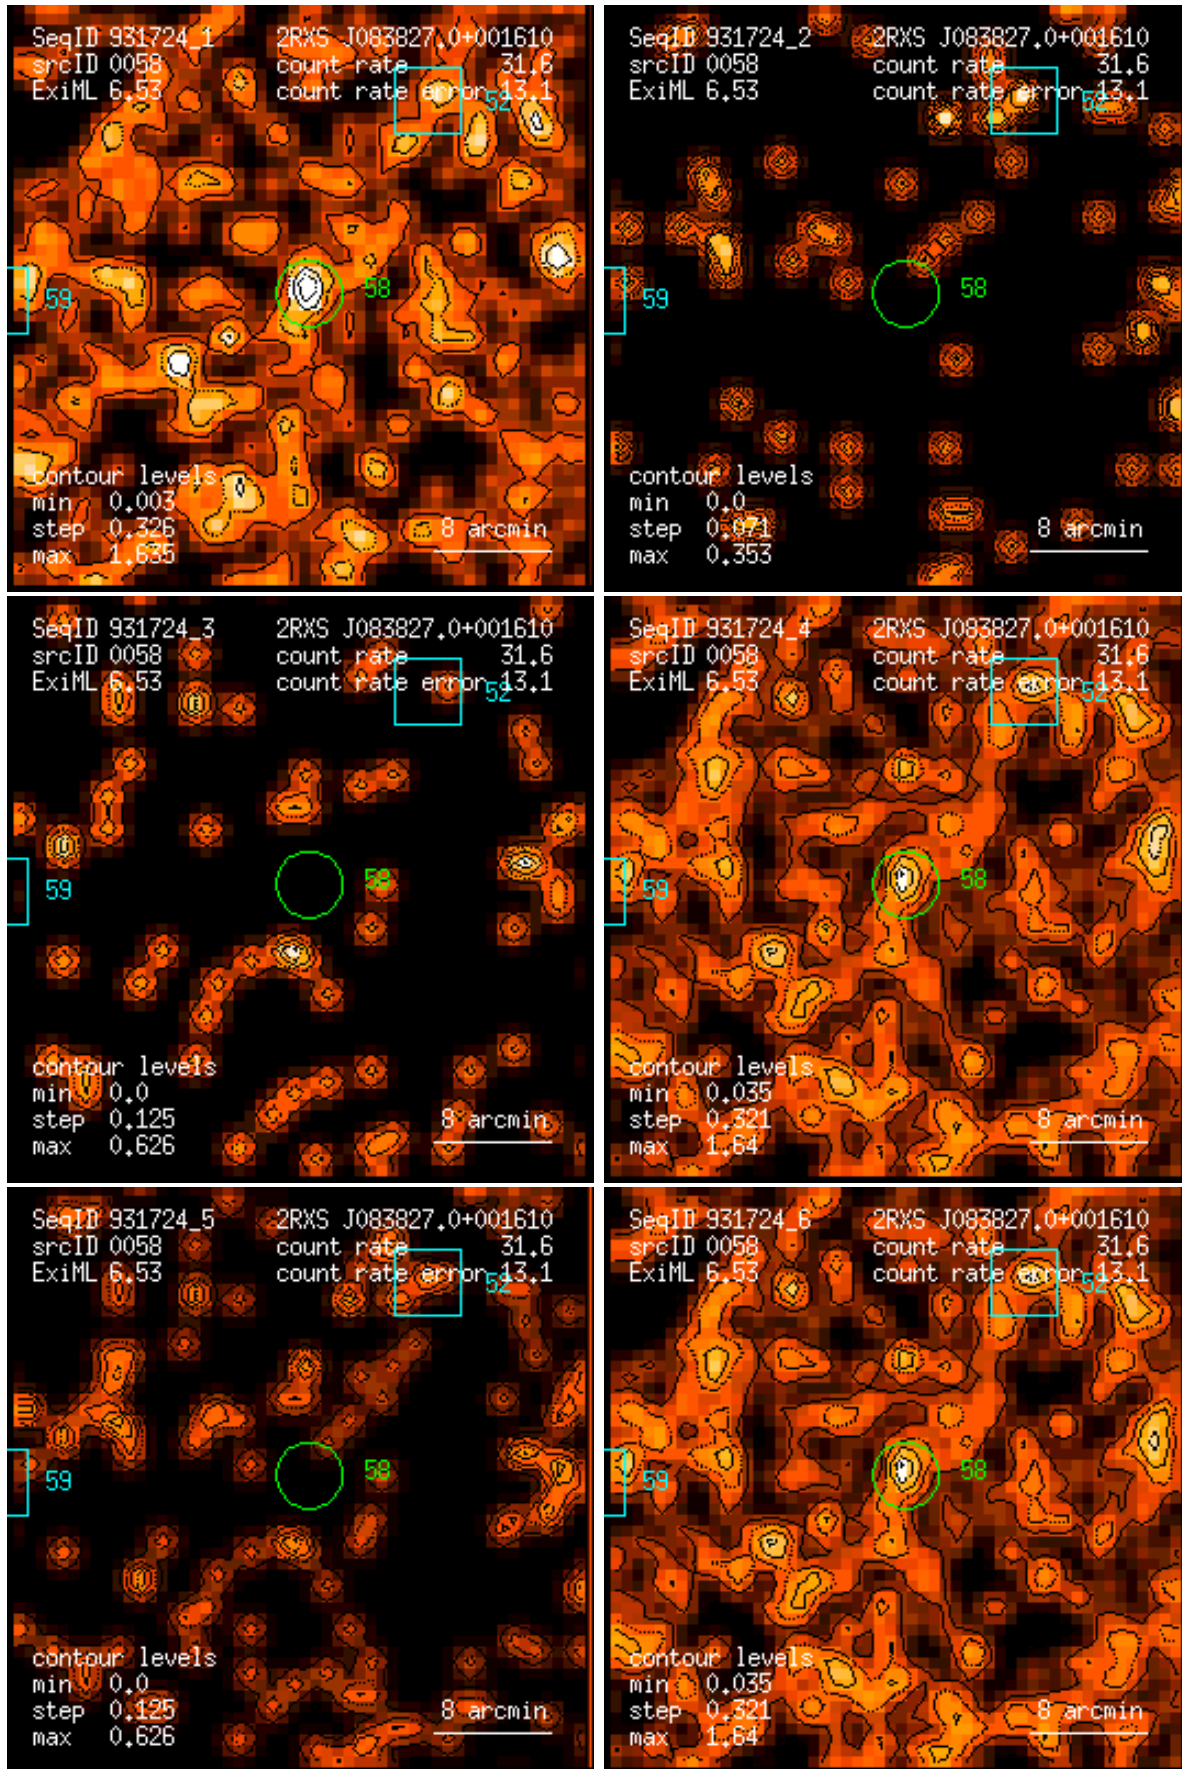 SeqID 931724_1 2RXS J083827.0+001610
srcID 0058 count rate 31.6
ExiML 6.53 count rate error 13.1
52
58
59
contour levels
min 0.003
step 0.326 8 arcmin
max 1.635
SeqID 931724_2 2RXS J083827.0+001610
srcID 0058 count rate 31.6
ExiML 6.53 count rate error 13.1
52
58
59
contour levels
min 0.0
step 0.071 8 arcmin
max 0.353
SeqID 931724_3 2RXS J083827.0+001610
srcID 0058 count rate 31.6
ExiML 6.53 count rate error 13.1
52
58
59
contour levels
min 0.0
step 0.125 8 arcmin
max 0.626
SeqID 931724_4 2RXS J083827.0+001610
srcID 0058 count rate 31.6
ExiML 6.53 count rate error 13.1
52
58
59
contour levels
min 0.035
step 0.321 8 arcmin
max 1.64
SeqID 931724_5 2RXS J083827.0+001610
srcID 0058 count rate 31.6
ExiML 6.53 count rate error 13.1
52
58
59
contour levels
min 0.0
step 0.125 8 arcmin
max 0.626
SeqID 931724_6 2RXS J083827.0+001610
srcID 0058 count rate 31.6
ExiML 6.53 count rate error 13.1
52
58
59
contour levels
min 0.035
step 0.321 8 arcmin
max 1.64